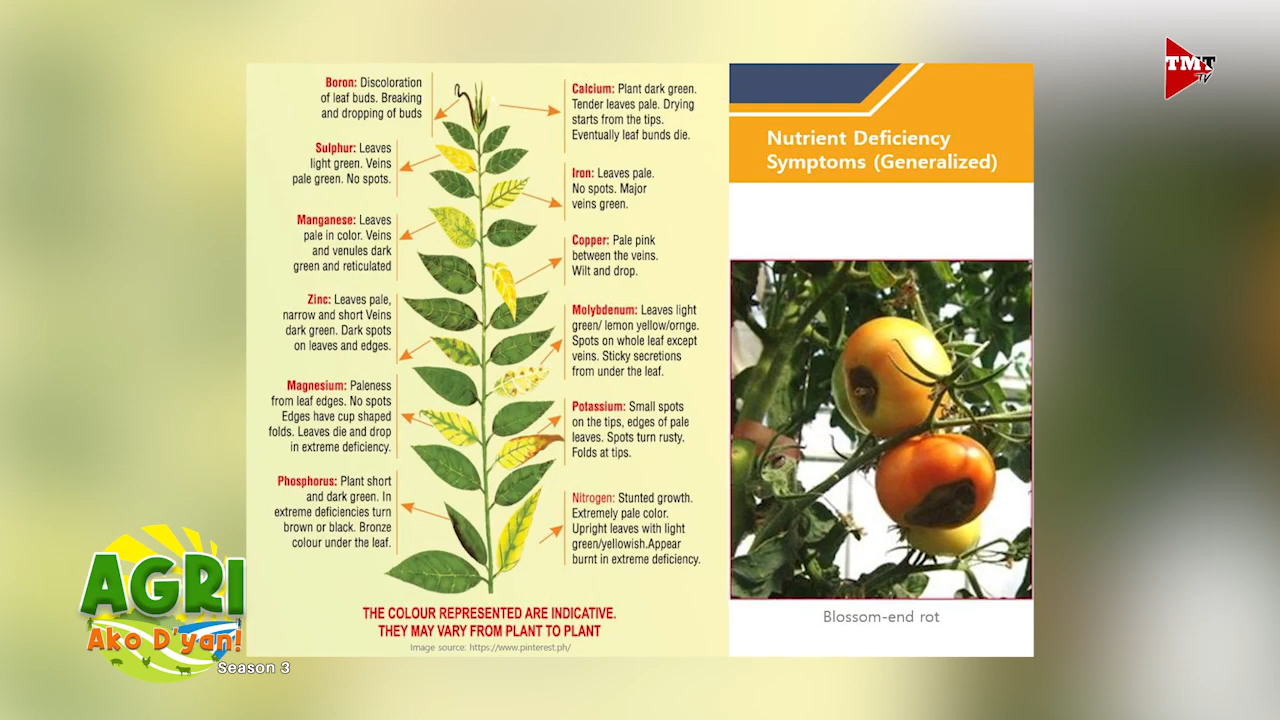 TMT
TV
Boron: Discoloration
of leaf buds. Breaking
and dropping of buds
Sulphur: Leaves
light green. Veins
pale green. No spots.
Manganese: Leaves
pale in color. Veins
and venules dark
green and reticulated
Zinc: Leaves pale,
narrow and short Veins
dark green. Dark spots
on leaves and edges.
Magnesium: Paleness
from leaf edges. No spots
Edges have cup shaped
folds. Leaves die and drop
in extreme deficiency.
Phosphorus: Plant short
and dark green. In
extreme deficiencies turn
brown or black. Bronze
colour under the leaf.
Calcium: Plant dark green.
Tender leaves pale. Drying
starts from the tips.
Eventually leaf bunds die.
Iron: Leaves pale.
No spots. Major
veins green.
Copper: Pale pink
between the veins.
Wilt and drop.
Molybdenum: Leaves light
green/ lemon yellow/ornge.
Spots on whole leaf except
veins. Sticky secretions
from under the leaf.
Potassium: Small spots
on the tips, edges of pale
leaves. Spots turn rusty.
Folds at tips.
Nitrogen: Stunted growth.
Extremely pale color.
Upright leaves with light
green/yellowish.Appear
burnt in extreme deficiency.
THE COLOUR REPRESENTED ARE INDICATIVE.
THEY MAY VARY FROM PLANT TO PLANT
Image source: https://www.pinterest.ph/
Nutrient Deficiency
Symptoms (Generalized)
Blossom-end rot
AGRI
Ako D'yan!
Season 3